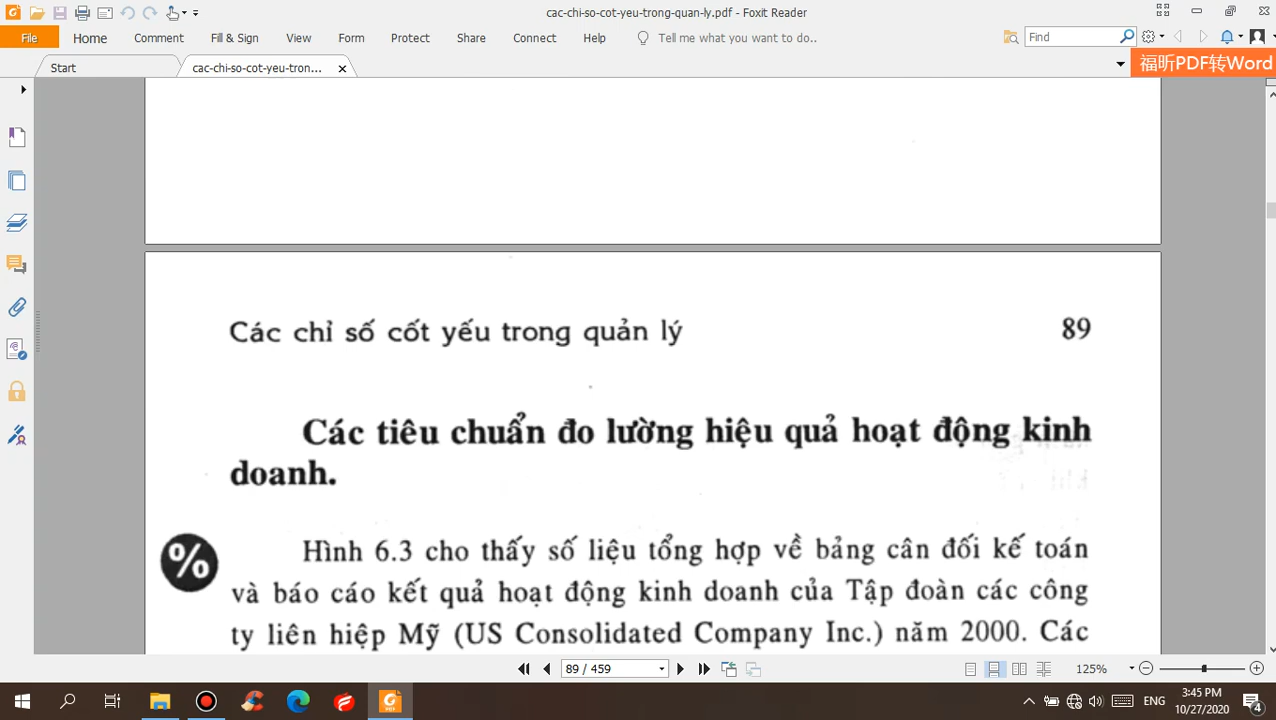 cac-chi-so-cot-yeu-trong-quan-ly.pdf - Foxit Reader
File Home Comment Fill & Sign View Form Protect Share Connect Help Tell me what you want to do.. Find
Start cac-chi-so-cot-yeu-tron... 福昕PDF转Word
Các chỉ số cốt yếu trong quản lý 89
Các tiêu chuẩn đo lường hiệu quả hoạt động kinh
doanh.
%
Hình 6.3 cho thấy số liệu tổng hợp về bảng cân đối kế toán
và báo cáo kết quả hoạt động kinh doanh của Tập đoàn các công
ty liên hiệp Mỹ (US Consolidated Company Inc.) năm 2000. Các
89 / 459 125%
ENG 3:45 PM
10/27/2020 4